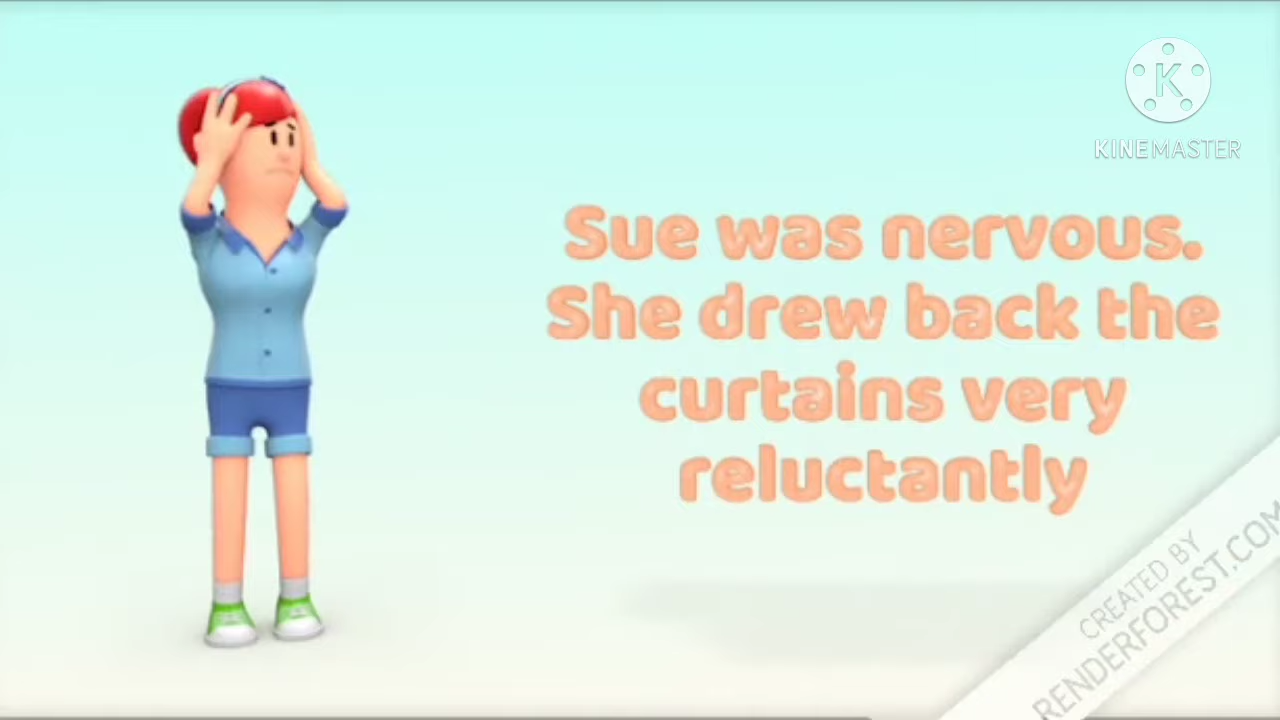 K
KINEMASTER
Sue was nervous.
She drew back the
curtains very
reluctantly
CREATED BY
RENDERFOREST.COM